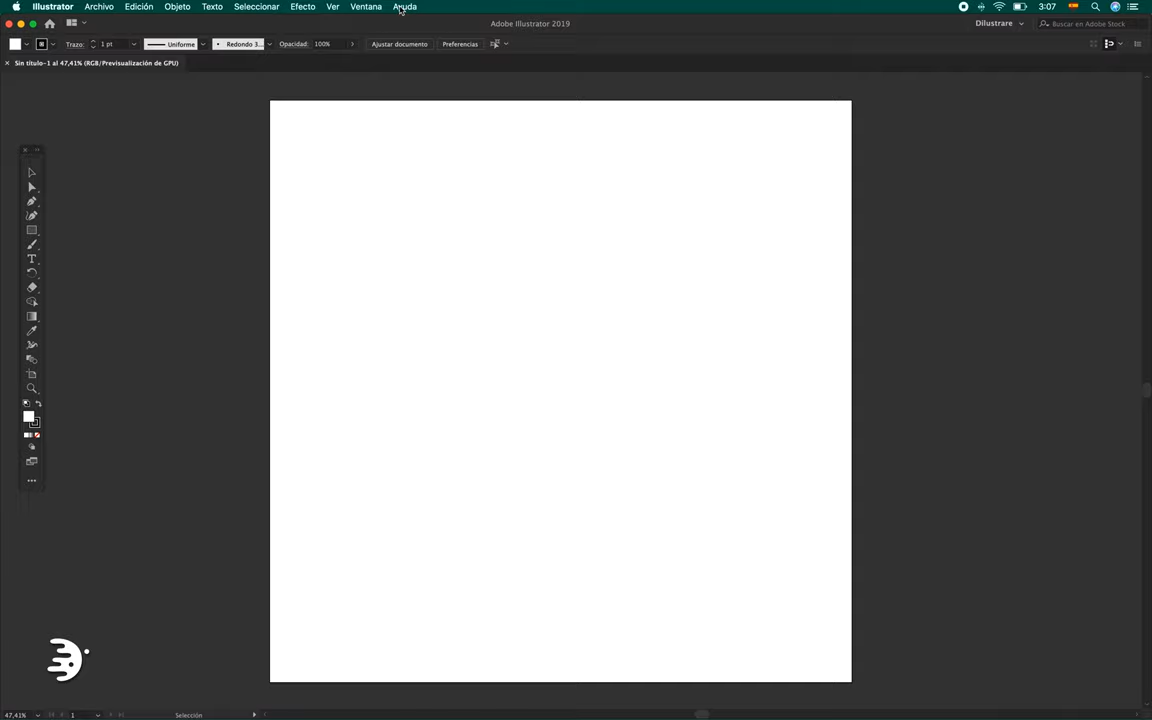 Illustrator Archivo Edición Objeto Texto Seleccionar Efecto Ver Ventana Ayuda 3:07
Adobe Illustrator 2019 Dilustrare Buscar en Adobe Stock
Trazo: 1 pt Uniforme Redondo 3... Opacidad: 100% Ajustar documento Preferencias
Sin título-1 al 47,41% (RGB/Previsualización de GPU)
47,41% 1 Selección